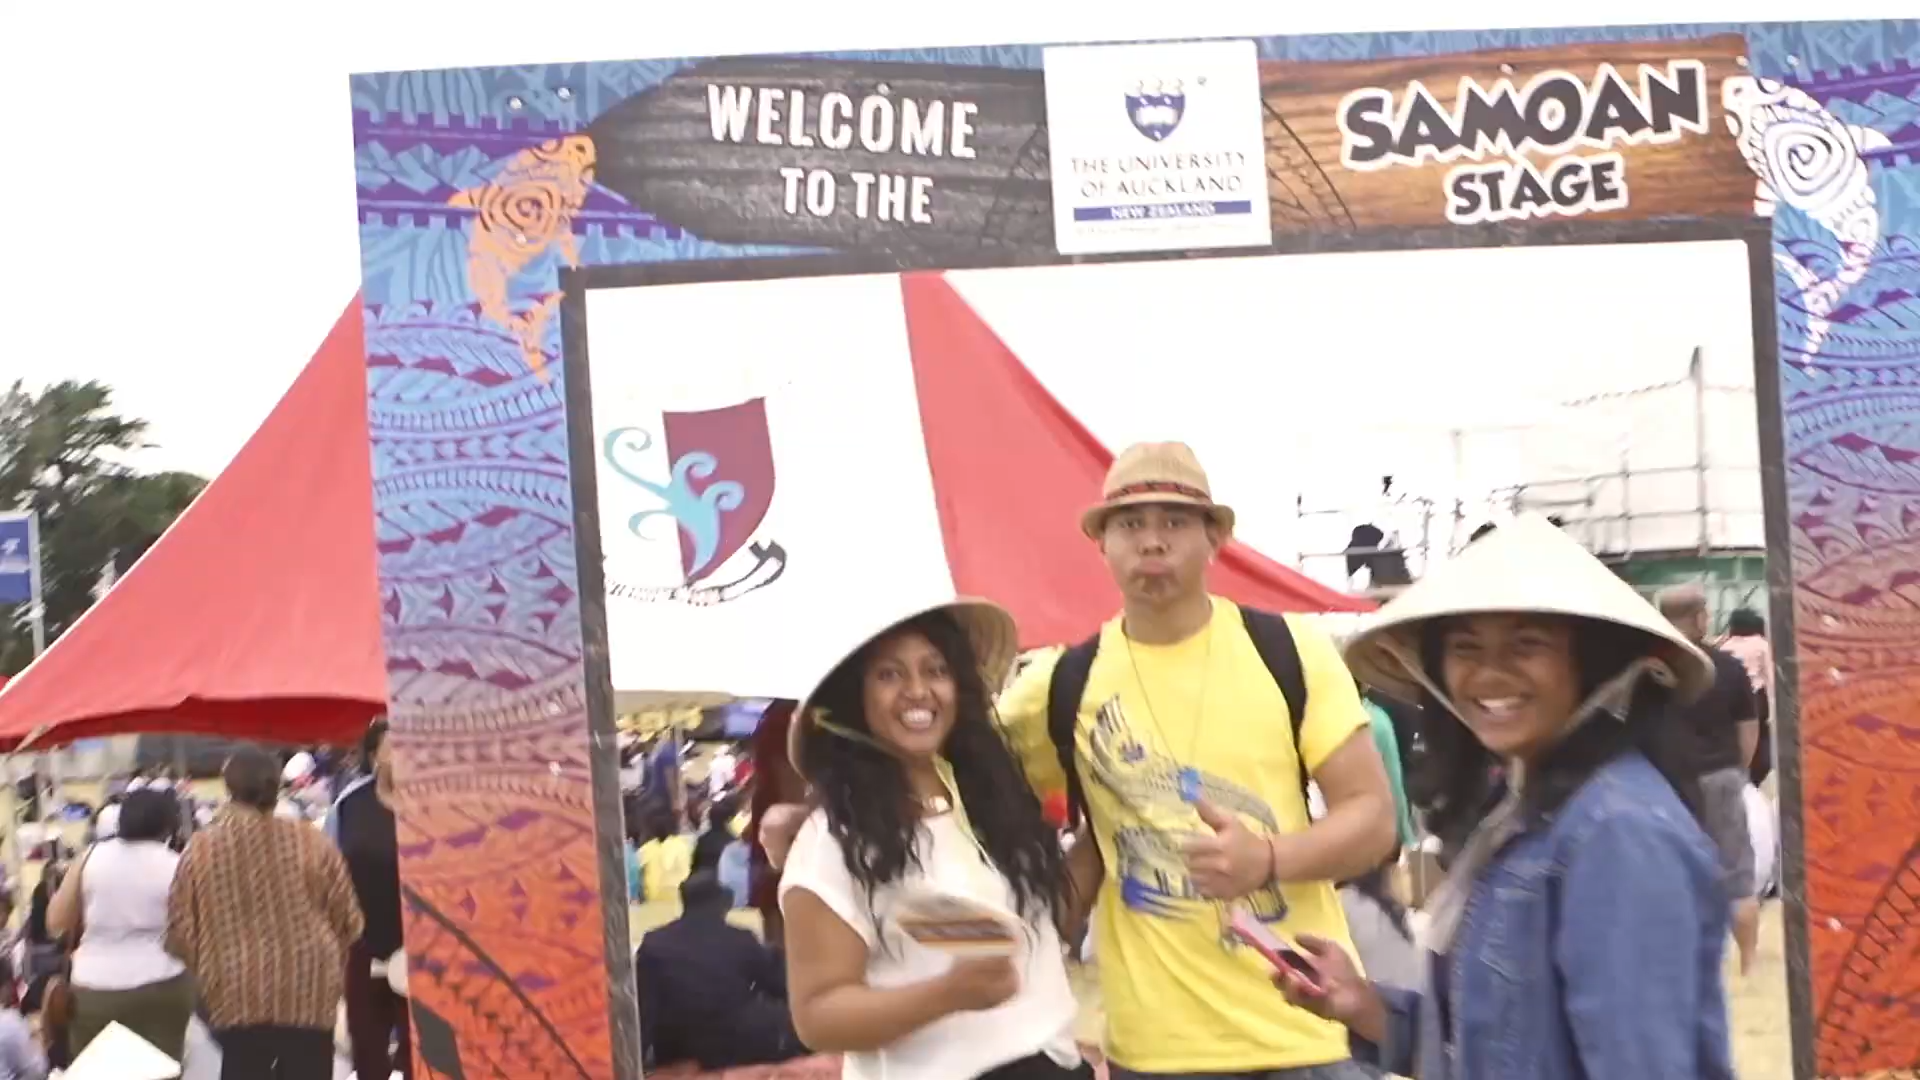 WELCOME
TO THE
THE UNIVERSITY
OF AUCKLAND
NEW ZEALAND
SAMOAN
STAGE